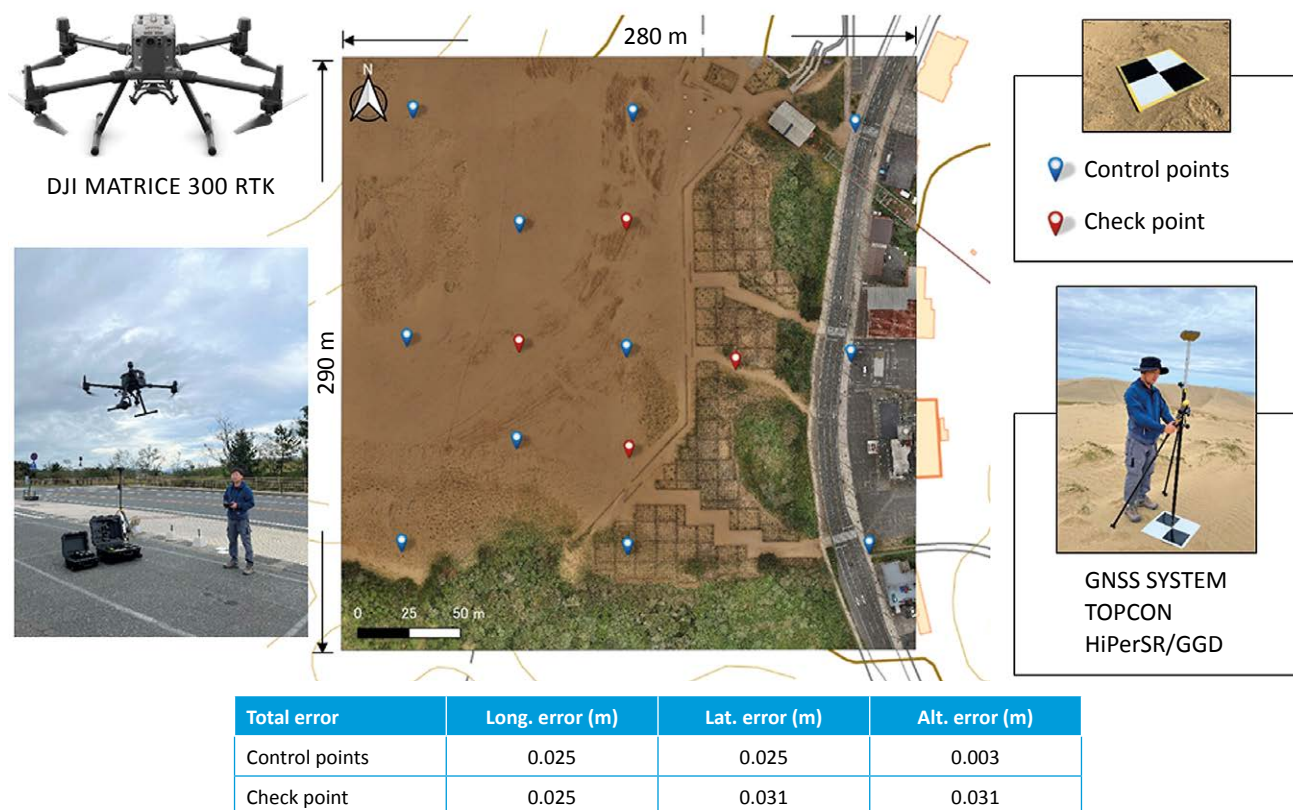 280 m
N
DJI MATRICE 300 RTK
290 m
0 25 50 m
Control points
Check point
GNSS SYSTEM
TOPCON
HiPerSR/GGD
Total error Long. error (m) Lat. error (m) Alt. error (m)
Control points 0.025 0.025 0.003
Check point 0.025 0.031 0.031